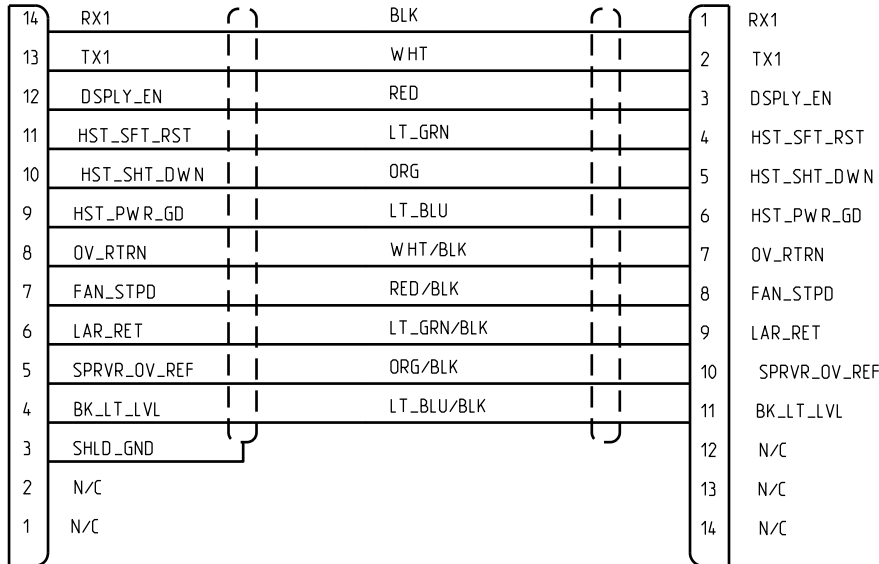 14 RX1 BLK 1 RX1
13 TX1 WHT 2 TX1
12 DSPLY_EN RED 3 DSPLY_EN
11 HST_SFT_RST LT_GRN 4 HST_SFT_RST
10 HST_SHT_DWN ORG 5 HST_SHT_DWN
9 HST_PWR_GD LT_BLU 6 HST_PWR_GD
8 0V_RTRN WHT/BLK 7 0V_RTRN
7 FAN_STPD RED/BLK 8 FAN_STPD
6 LAR_RET LT_GRN/BLK 9 LAR_RET
5 SPRVR_0V_REF ORG/BLK 10 SPRVR_0V_REF
4 BK_LT_LVL LT_BLU/BLK 11 BK_LT_LVL
3 SHLD_GND 12 N/C
2 N/C 13 N/C
1 N/C 14 N/C